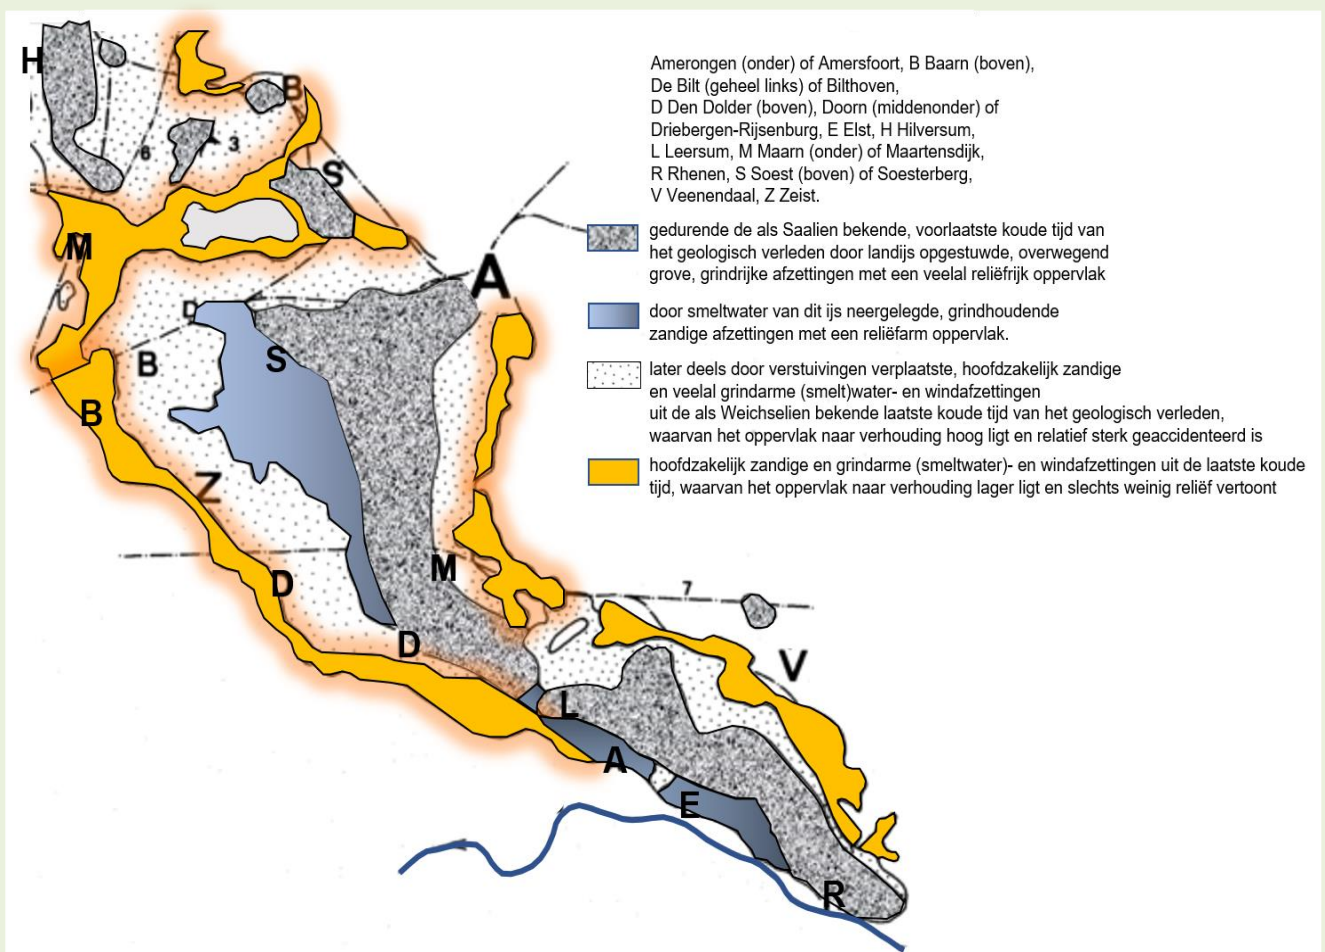 H
B
6
3
S
M
A
D
B
S
B
Z
D
M
D
7
V
L
A
E
R
Amerongen (onder) of Amersfoort, B Baarn (boven),
De Bilt (geheel links) of Bilthoven,
D Den Dolder (boven), Doorn (middenonder) of
Driebergen-Rijsenburg, E Elst, H Hilversum,
L Leersum, M Maarn (onder) of Maartensdijk,
R Rhenen, S Soest (boven) of Soesterberg,
V Veenendaal, Z Zeist.
gedurende de als Saalien bekende, voorlaatste koude tijd van
het geologisch verleden door landijs opgestuwde, overwegend
grove, grindrijke afzettingen met een veelal reliëfrijk oppervlak
door smeltwater van dit ijs neergelegde, grindhoudende
zandige afzettingen met een reliëfarm oppervlak.
later deels door verstuivingen verplaatste, hoofdzakelijk zandige
en veelal grindarme (smelt)water- en windafzettingen
uit de als Weichselien bekende laatste koude tijd van het geologisch verleden,
waarvan het oppervlak naar verhouding hoog ligt en relatief sterk geaccidenteerd is
hoofdzakelijk zandige en grindarme (smeltwater)- en windafzettingen uit de laatste koude
tijd, waarvan het oppervlak naar verhouding lager ligt en slechts weinig reliëf vertoont